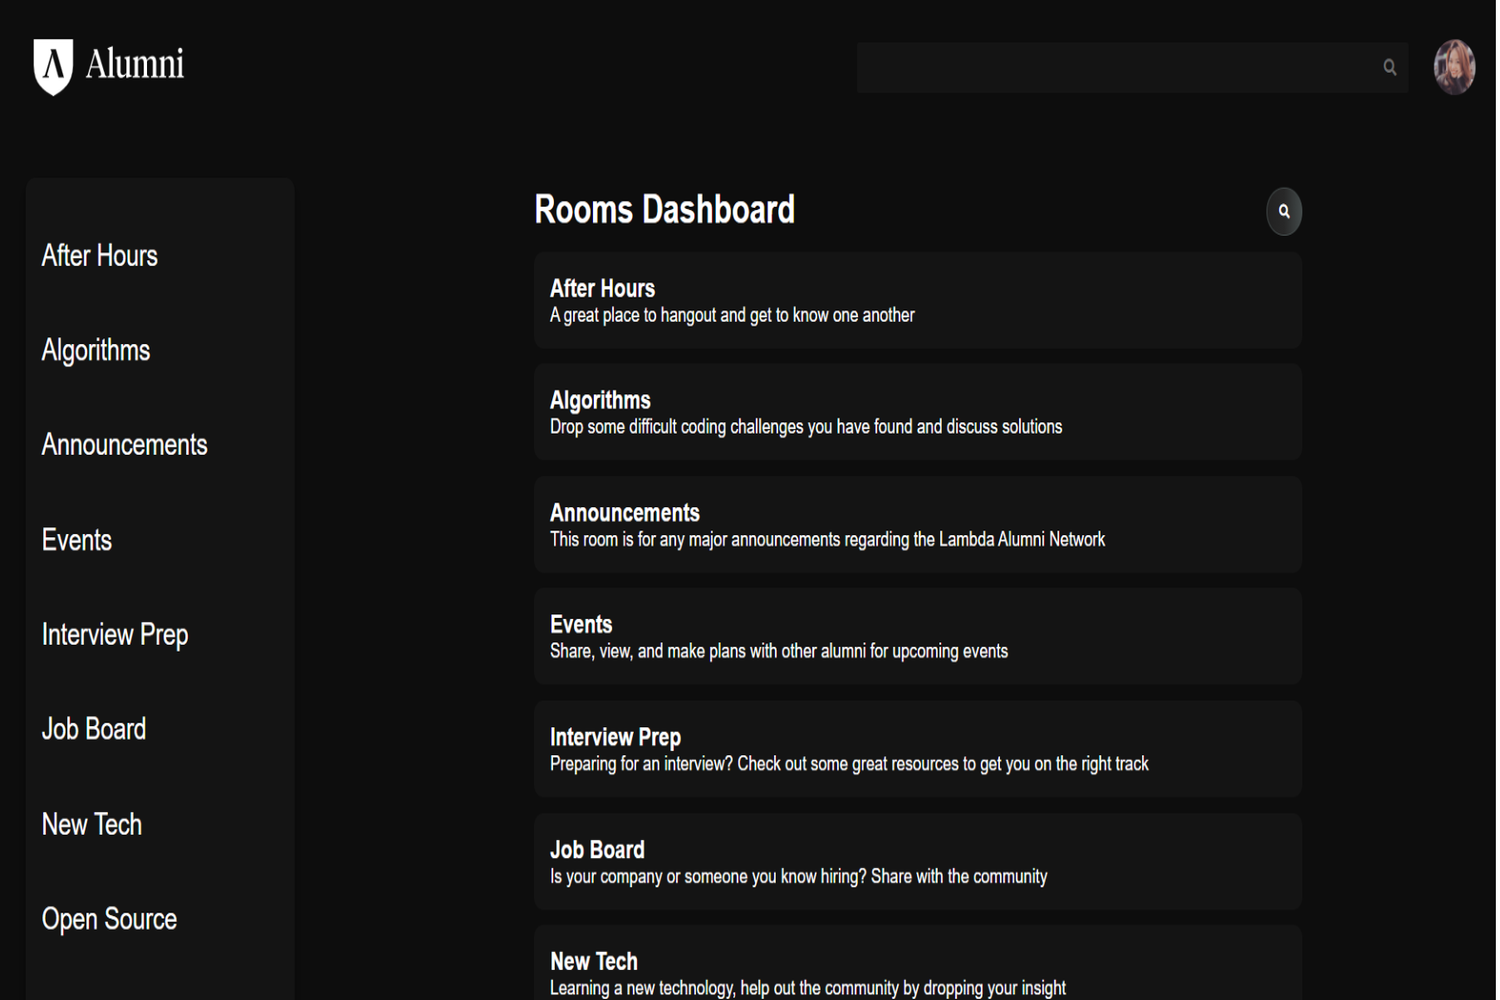 Alumni
After Hours
Algorithms
Announcements
Events
Interview Prep
Job Board
New Tech
Open Source
Rooms Dashboard
After Hours
A great place to hangout and get to know one another
Algorithms
Drop some difficult coding challenges you have found and discuss solutions
Announcements
This room is for any major announcements regarding the Lambda Alumni Network
Events
Share, view, and make plans with other alumni for upcoming events
Interview Prep
Preparing for an interview? Check out some great resources to get you on the right track
Job Board
Is your company or someone you know hiring? Share with the community
New Tech
Learning a new technology, help out the community by dropping your insight